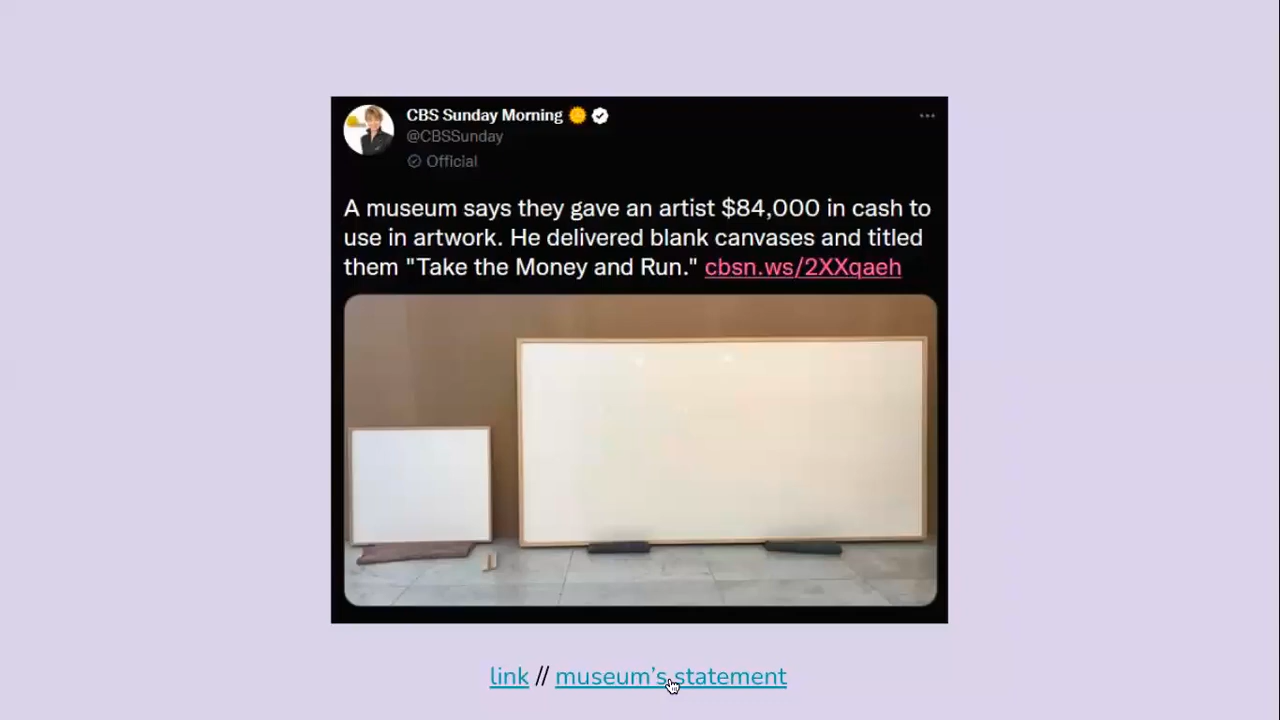 CBS Sunday Morning
@CBSSunday
Official
A museum says they gave an artist $84,000 in cash to
use in artwork. He delivered blank canvases and titled
them "Take the Money and Run." cbsn.ws/2XXqaeh
link // museum’s statement